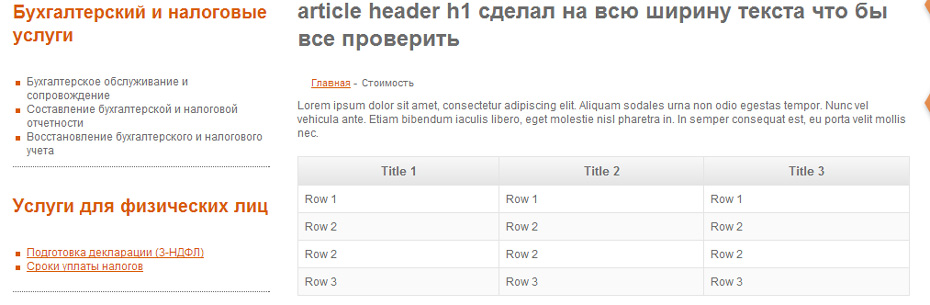 Бухгалтерский и налоговые
услуги
Бухгалтерское обслуживание и
сопровождение
Составление бухгалтерской и налоговой
отчетности
Восстановление бухгалтерского и налогового
учета
Услуги для физических лиц
Подготовка декларации (3-НДФЛ)
Сроки уплаты налогов
article header h1 сделал на всю ширину текста что бы
все проверить
Главная - Стоимость
Lorem ipsum dolor sit amet, consectetur adipiscing elit. Aliquam sodales urna non odio egestas tempor. Nunc vel
vehicula ante. Etiam bibendum iaculis libero, eget molestie nisl pharetra in. In semper consequat est, eu porta velit mollis
nec.
Title 1 Title 2 Title 3
Row 1 Row 1 Row 1
Row 2 Row 2 Row 2
Row 2 Row 2 Row 2
Row 3 Row 3 Row 3